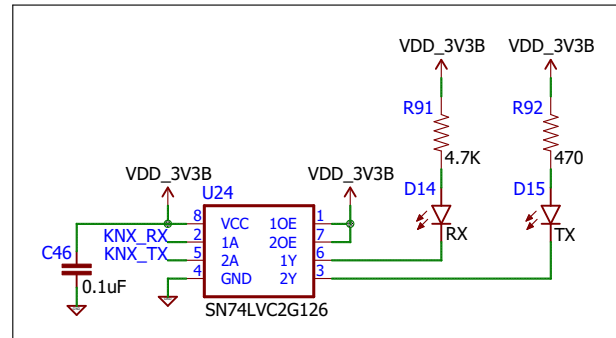 VDD_3V3B VDD_3V3B
R91 R92
4.7K 470
VDD_3V3B VDD_3V3B
U24 D14 D15
8 VCC 1OE 1
KNX_RX 2 1A 2OE 7 RX TX
KNX_TX 5 2A 1Y 6
C46 4 GND 2Y 3
0.1uF
SN74LVC2G126